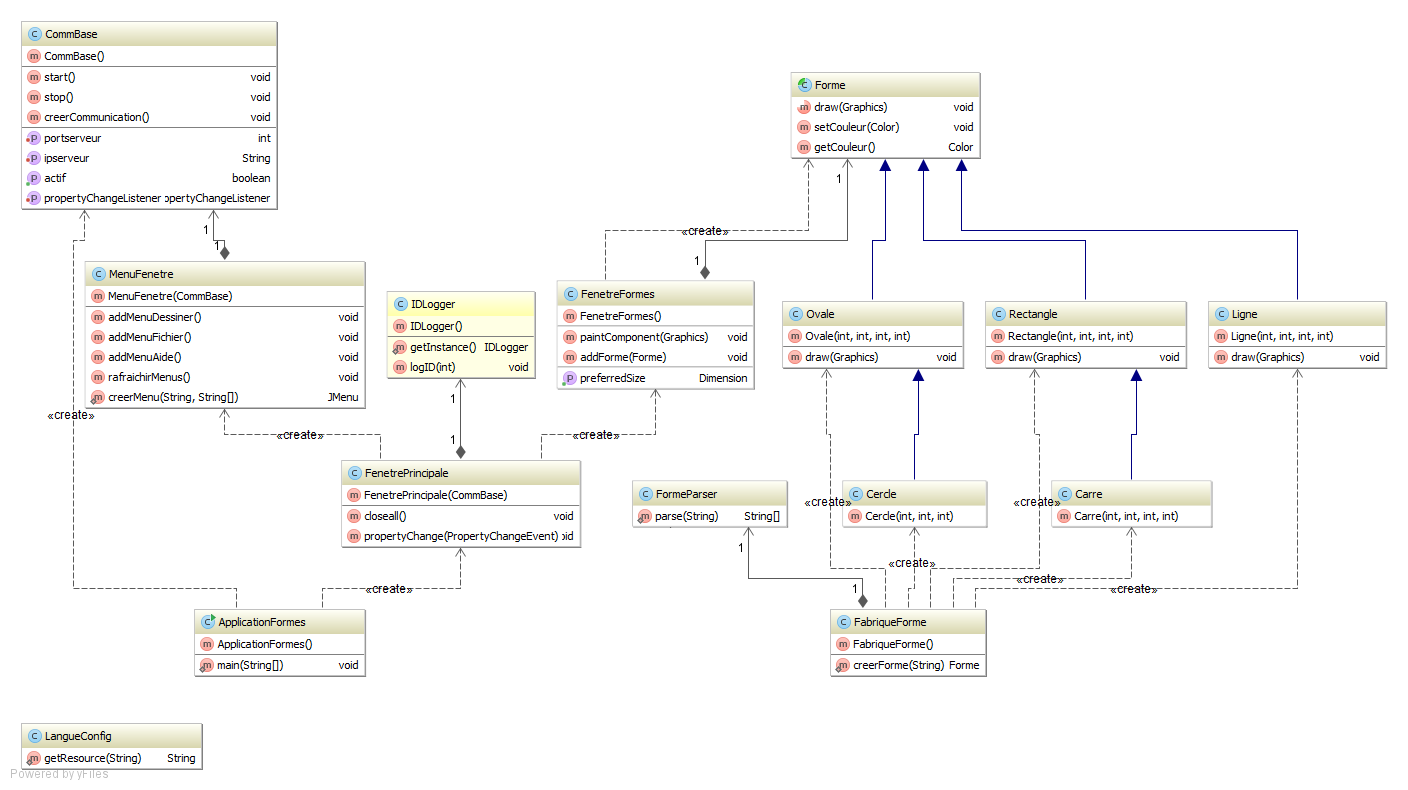 CommBase
CommBase()
start() void
stop() void
creerCommunication() void
portserveur int
ipserveur String
actif boolean
propertyChangeListener opertyChangeListener
1
1
MenuFenetre
MenuFenetre(CommBase)
addMenuDessiner() void
addMenuFichier() void
addMenuAide() void
rafraichirMenus() void
creerMenu(String, String[]) JMenu
«create»
«create»
IDLogger
IDLogger()
getInstance() IDLogger
logID(int) void
1
1
FenetreFormes
FenetreFormes()
paintComponent(Graphics) void
addForme(Forme) void
preferredSize Dimension
«create»
«create»
1
1
Forme
draw(Graphics) void
setCouleur(Color) void
getCouleur() Color
Ovale
Ovale(int, int, int, int)
draw(Graphics) void
Rectangle
Rectangle(int, int, int, int)
draw(Graphics) void
Ligne
Ligne(int, int, int, int)
draw(Graphics) void
FenetrePrincipale
FenetrePrincipale(CommBase)
closeall() void
propertyChange(PropertyChangeEvent) oid
«create»
FormeParser
parse(String) String[]
1
1
«create»
Cercle
Cercle(int, int, int)
«create»
Carre
Carre(int, int, int, int)
«create»
«create»
«create»
ApplicationFormes
ApplicationFormes()
main(String[]) void
FabriqueForme
FabriqueForme()
creerForme(String) Forme
LangueConfig
getResource(String) String
Powered by yFiles